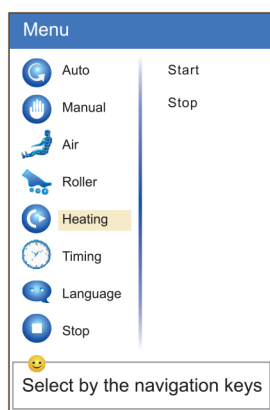 Menu
Auto
Manual
Air
Roller
Heating
Timing
Language
Stop
Start
Stop
Select by the navigation keys